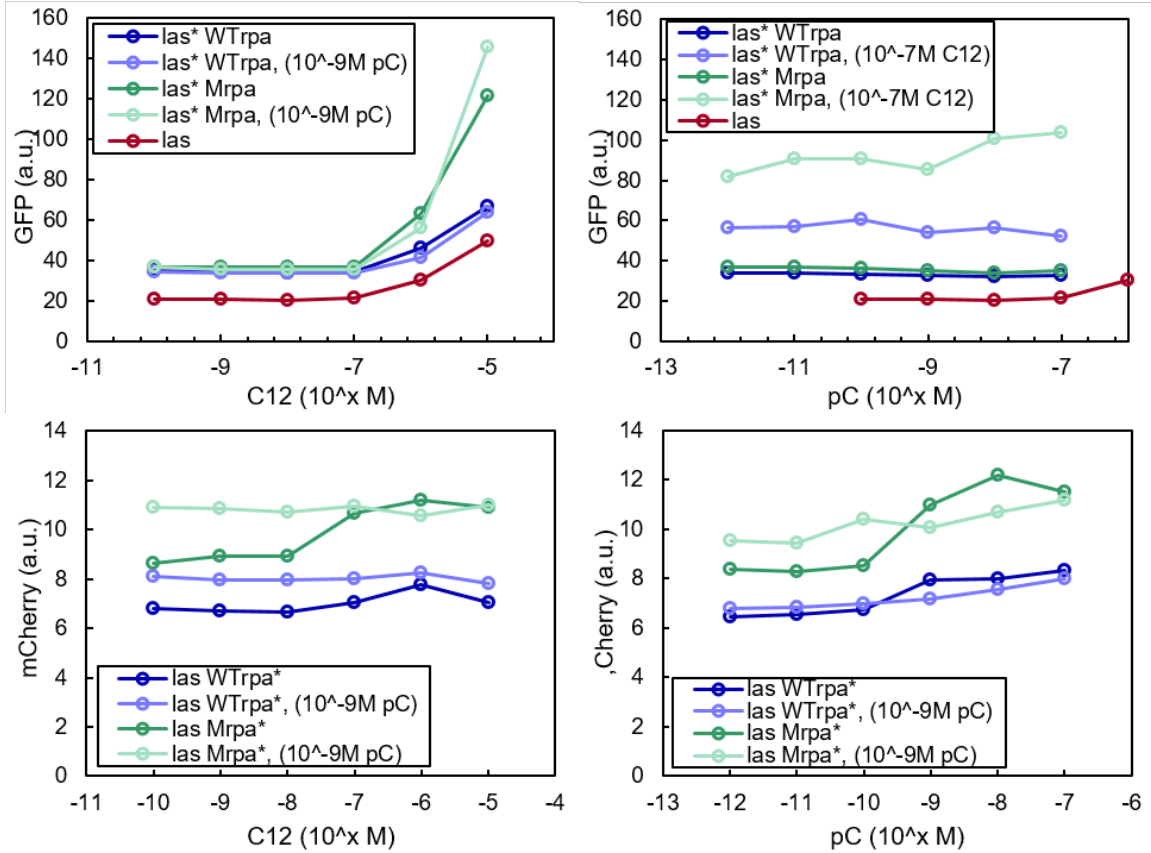 160
140
120
100
80
60
40
20
0
GFP (a.u.)
las* WTrpa
las* WTrpa, (10^-9M pC)
las* Mrpa
las* Mrpa, (10^-9M pC)
las
-11
-9
-7
-5
C12 (10^x M)
160
140
120
100
80
60
40
20
0
GFP (a.u.)
las* WTrpa
las* WTrpa, (10^-7M C12)
las* Mrpa
las* Mrpa, (10^-7M C12)
las
-13
-11
-9
-7
pC (10^x M)
14
12
10
8
6
4
2
0
mCherry (a.u.)
las WTrpa*
las WTrpa*, (10^-9M pC)
las Mrpa*
las Mrpa*, (10^-9M pC)
-11
-10
-9
-8
-7
-6
-5
-4
C12 (10^x M)
14
12
10
8
6
4
2
0
,Cherry (a.u.)
las WTrpa*
las WTrpa*, (10^-9M pC)
las Mrpa*
las Mrpa*, (10^-9M pC)
-13
-12
-11
-10
-9
-8
-7
-6
pC (10^x M)